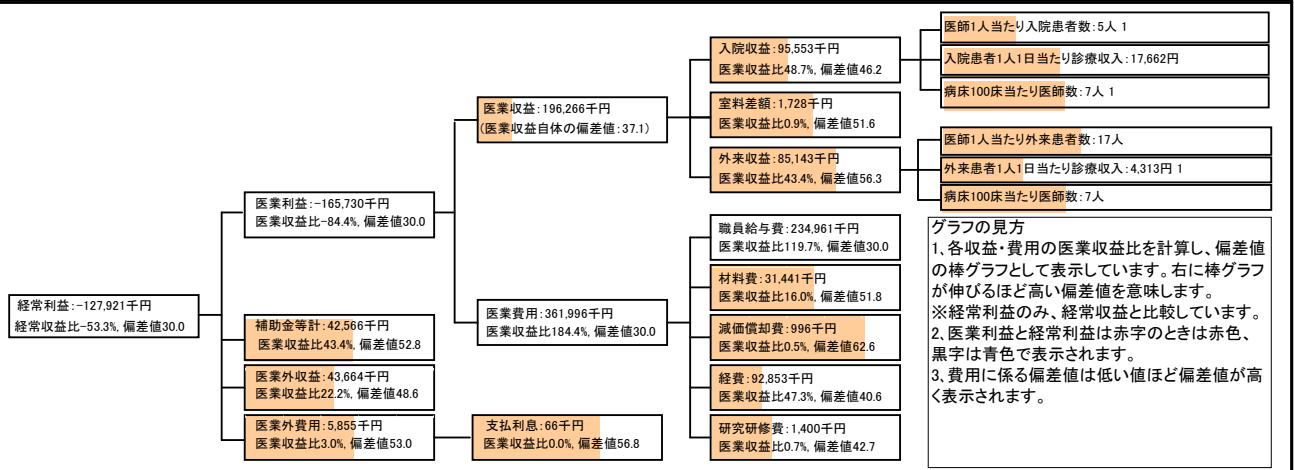 経常利益：-127,921千円
経常収益比-53.3%, 偏差値30.0
医業利益：-165,730千円
医業収益比-84.4%, 偏差値30.0
補助金等計：42,566千円
医業収益比43.4%, 偏差値52.8
医業外収益：43,664千円
医業収益比22.2%, 偏差値48.6
医業外費用：5,855千円
医業収益比3.0%, 偏差値53.0
支払利息：66千円
医業収益比0.0%, 偏差値56.8
医業収益：196,266千円
(医業収益自体の偏差値：37.1)
医業費用：361,996千円
医業収益比184.4%, 偏差値30.0
入院収益：95,553千円
医業収益比48.7%, 偏差値46.2
室料差額：1,728千円
医業収益比0.9%, 偏差値51.6
外来収益：85,143千円
医業収益比43.4%, 偏差値56.3
職員給与費：234,961千円
医業収益比119.7%, 偏差値30.0
材料費：31,441千円
医業収益比16.0%, 偏差値51.8
減価償却費：996千円
医業収益比0.5%, 偏差値62.6
経費：92,853千円
医業収益比47.3%, 偏差値40.6
研究研修費：1,400千円
医業収益比0.7%, 偏差値42.7
医師1人当たり入院患者数：5人 1
入院患者1人1日当たり診療収入：17,662円
病床100床当たり医師数：7人 1
医師1人当たり外来患者数：17人
外来患者1人1日当たり診療収入：4,313円 1
病床100床当たり医師数：7人
グラフの見方
1、各収益・費用の医業収益比を計算し、偏差値
の棒グラフとして表示しています。右に棒グラフ
が伸びるほど高い偏差値を意味します。
※経常利益のみ、経常収益と比較しています。
2、医業利益と経常利益は赤字のときは赤色、
黒字は青色で表示されます。
3、費用に係る偏差値は低い値ほど偏差値が高
く表示されます。